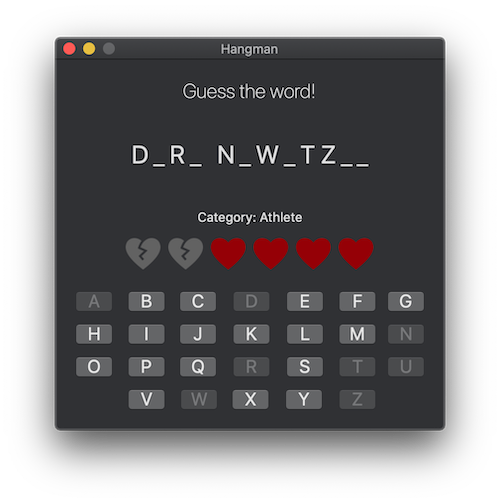 Hangman
Guess the word!
D_R_ N_W_TZ__
Category: Athlete
A B C D E F G
H I J K L M N
O P Q R S T U
V W X Y Z